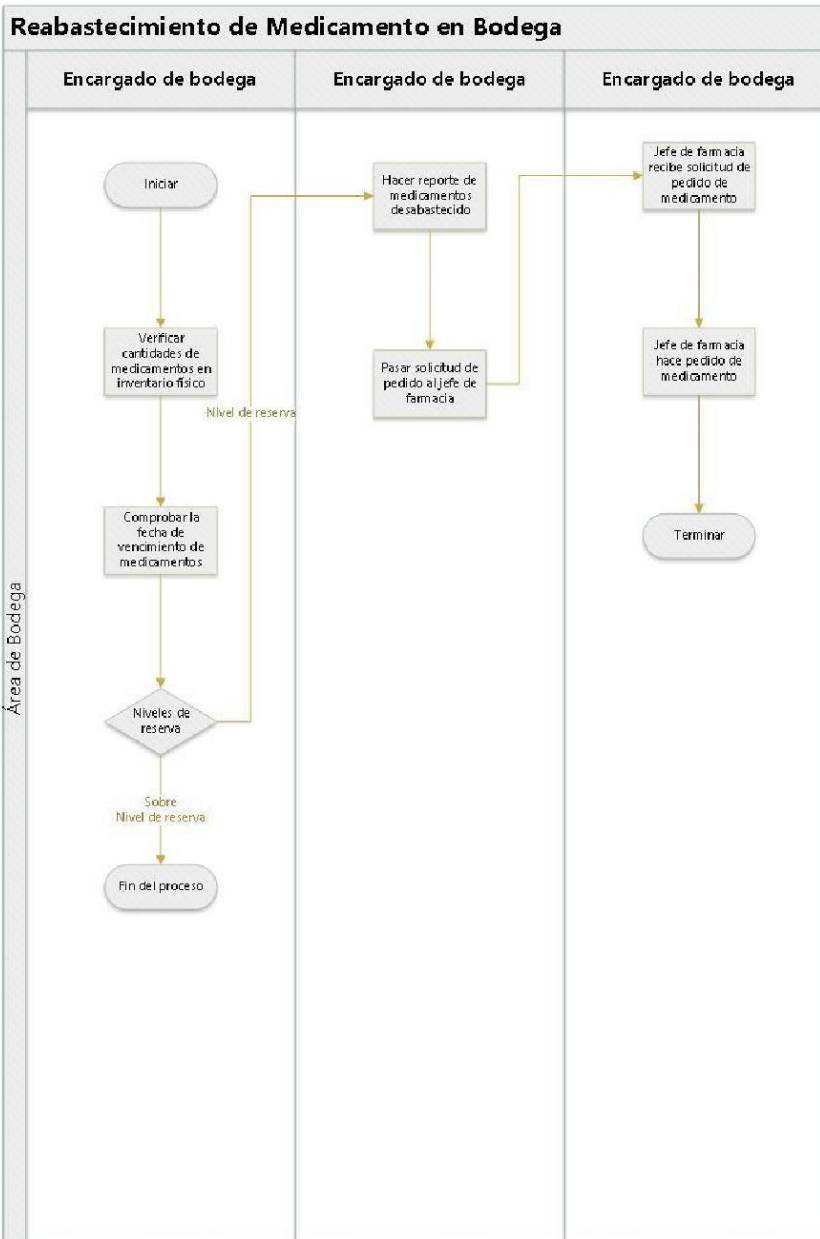 Reabastecimiento de Medicamento en Bodega
Encargado de bodega
Encargado de bodega
Encargado de bodega
Área de Bodega
Iniciar
Verificar
cantidades de
medicamentos en
inventario físico
Comprobar la
fecha de
vencimiento de
medicamentos
Niveles de
reserva
Sobre
Nivel de reserva
Fin del proceso
Nivel de reserva
Hacer reporte de
medicamentos
desabastecido
Pasar solicitud de
pedido al jefe de
farmacia
Jefe de farmacia
recibe solicitud de
pedido de
medicamento
Jefe de farmacia
hace pedido de
medicamento
Terminar